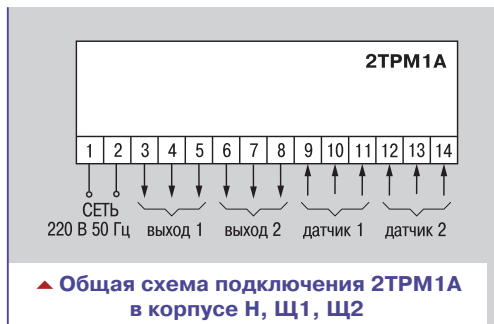 2ТРМ1А
1 2 3 4 5 6 7 8 9 10 11 12 13 14
СЕТЬ
220 В 50 Гц выход 1 выход 2 датчик 1 датчик 2
Общая схема подключения 2ТРМ1А
в корпусе Н, Щ1, Щ2